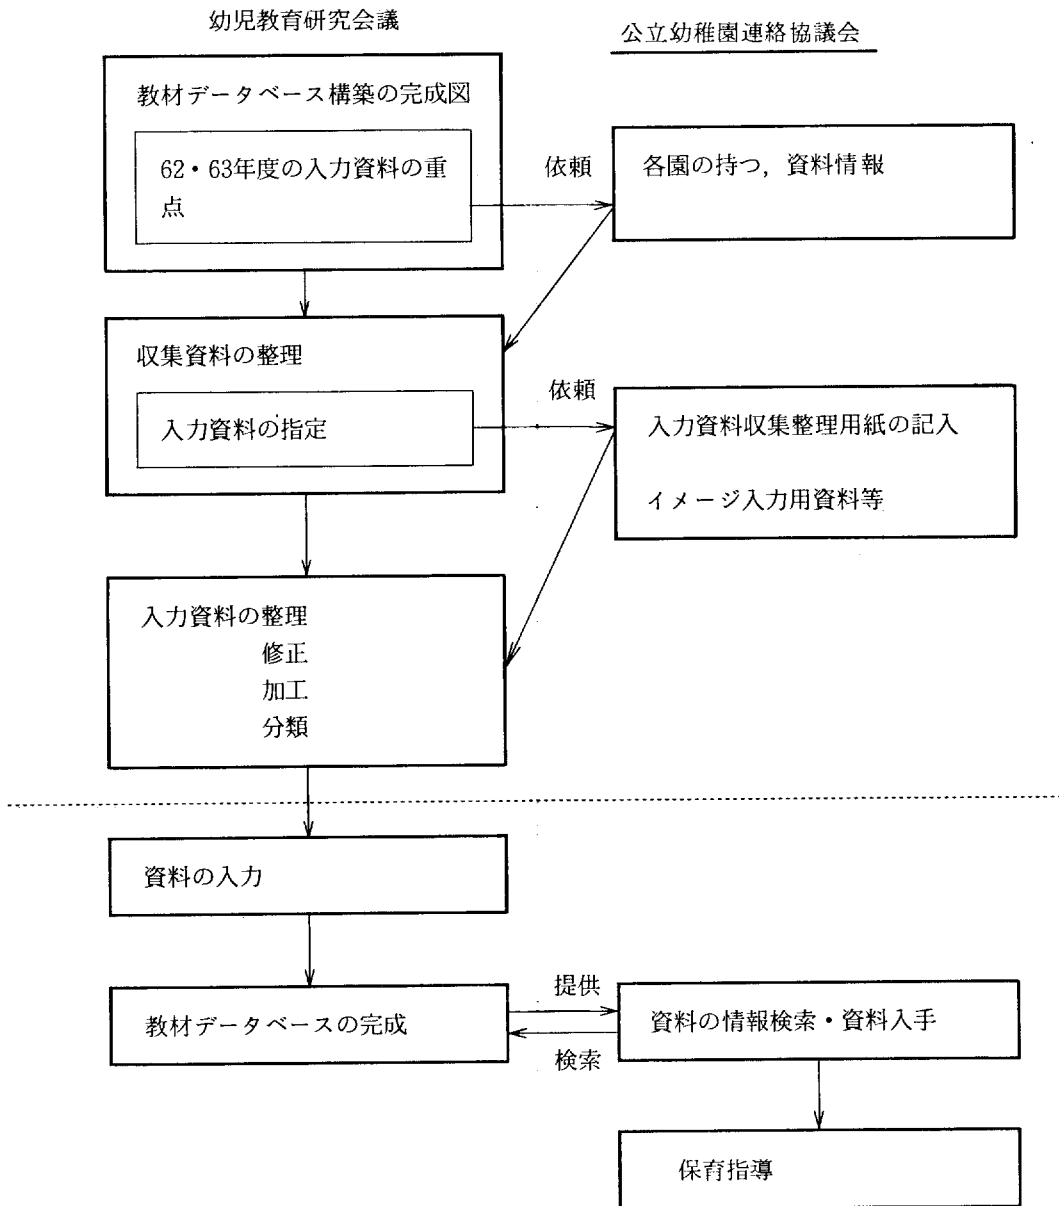 幼児教育研究会議
公立幼稚園連絡協議会
教材データベース構築の完成図
62・63年度の入力資料の重
点
依頼
各園の持つ，資料情報
収集資料の整理
入力資料の指定
依頼
入力資料収集整理用紙の記入
イメージ入力用資料等
入力資料の整理
修正
加工
分類
資料の入力
教材データベースの完成
提供
検索
資料の情報検索・資料入手
保育指導